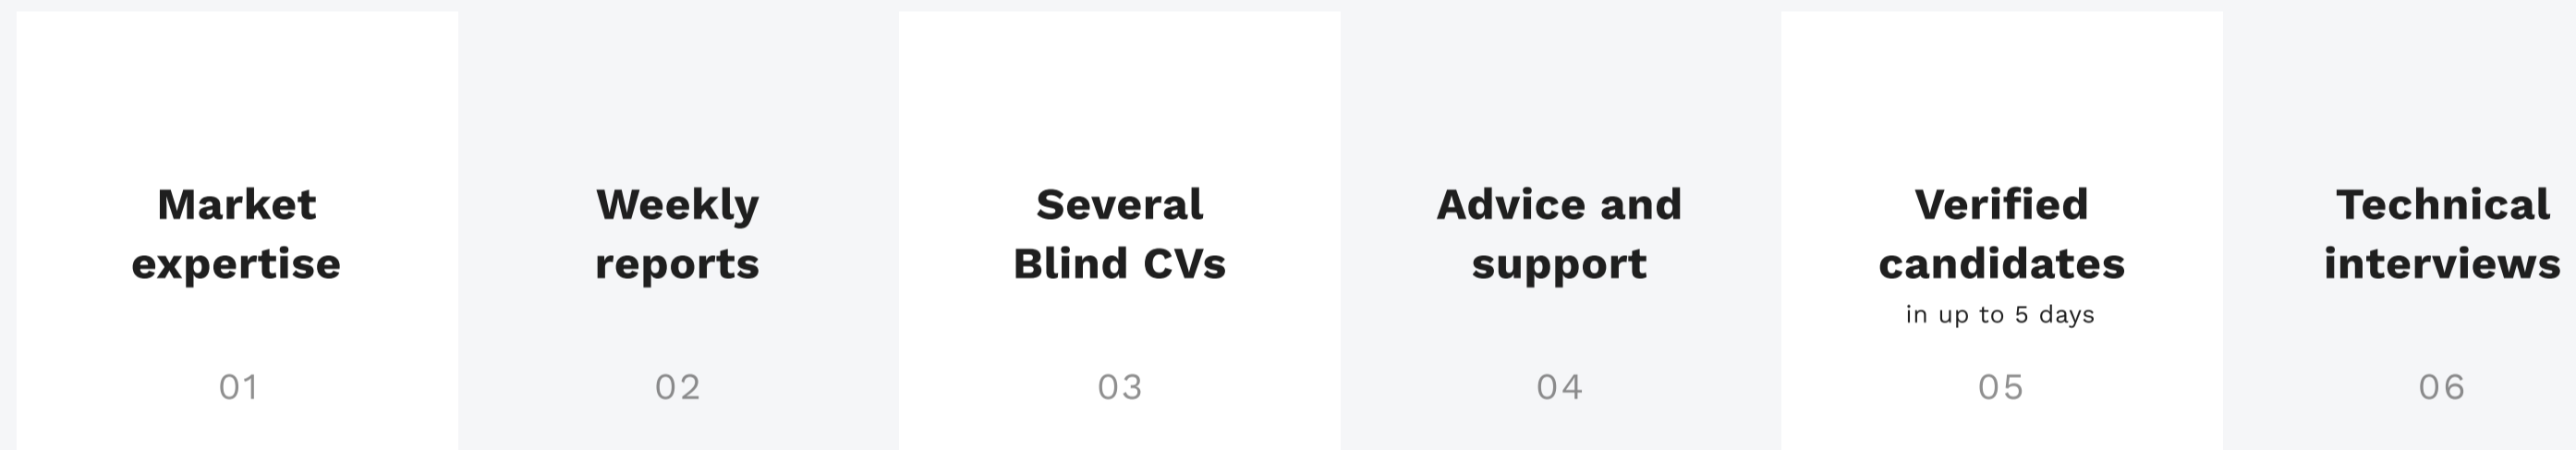 Market
expertise
01
Weekly
reports
02
Several
Blind CVs
03
Advice and
support
04
Verified
candidates
in up to 5 days
05
Technical
interviews
06